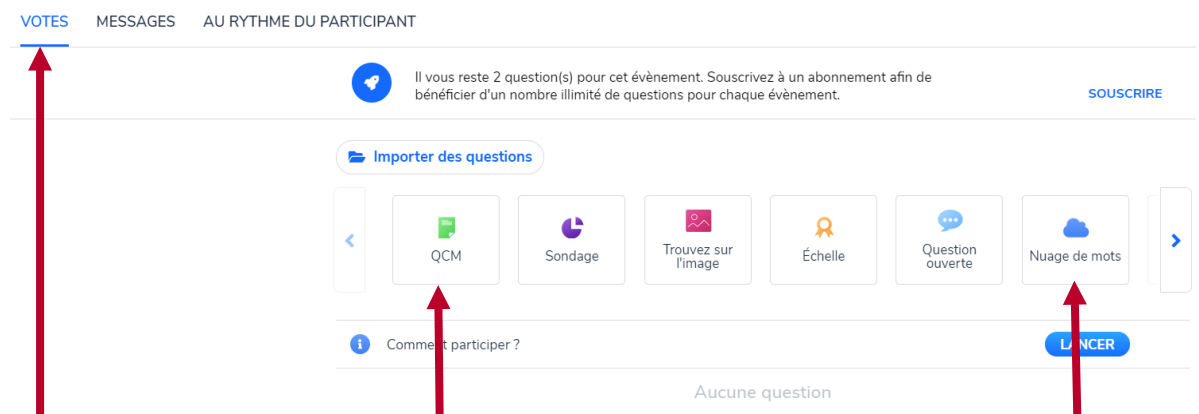 VOTES MESSAGES AU RYTHME DU PARTICIPANT
Il vous reste 2 question(s) pour cet évènement. Souscrivez à un abonnement afin de
bénéficier d'un nombre illimité de questions pour chaque évènement.
SOUSCRIRE
Importer des questions
QCM
Sondage
Trouvez sur
l'image
Échelle
Question
ouverte
Nuage de mots
Comment participer ?
LANCER
Aucune question